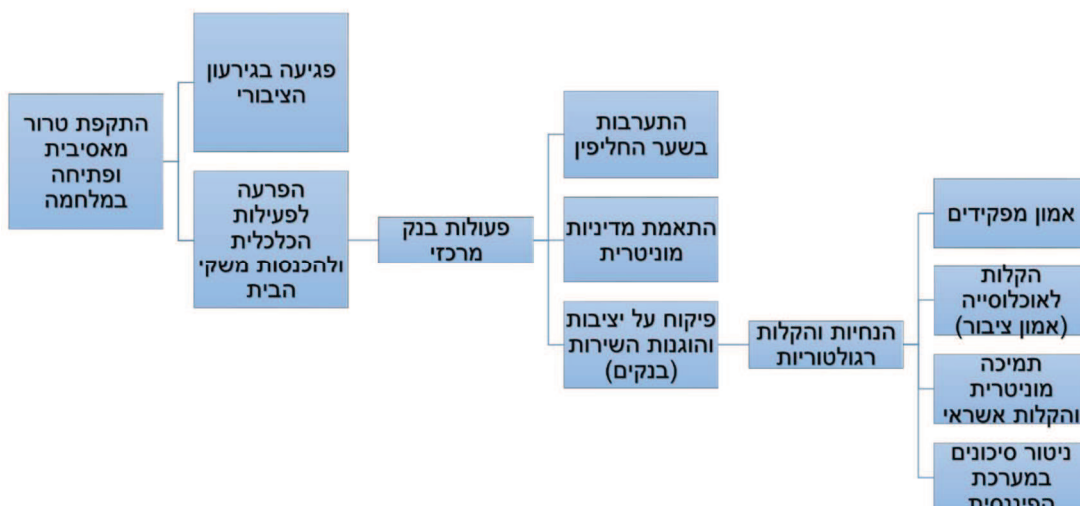 התקפת טרור
מאסיבית
ופתיחה
במלחמה
פגיעה בגירעון
הציבורי
הפרעה
לפעילות
הכלכלית
ולהכנסות משקי
הבית
פעולות בנק
מרכזי
התערבות
בשער החליפין
התאמת מדיניות
מוניטרית
פיקוח על יציבות
והוגנות השירות
(בנקים)
הנחיות והקלות
רגולטוריות
אמון מפקידים
הקלות
לאוכלוסייה
(אמון ציבור)
תמיכה
מוניטרית
והקלות אשראי
ניטור סיכונים
במערכת
הפיננסית